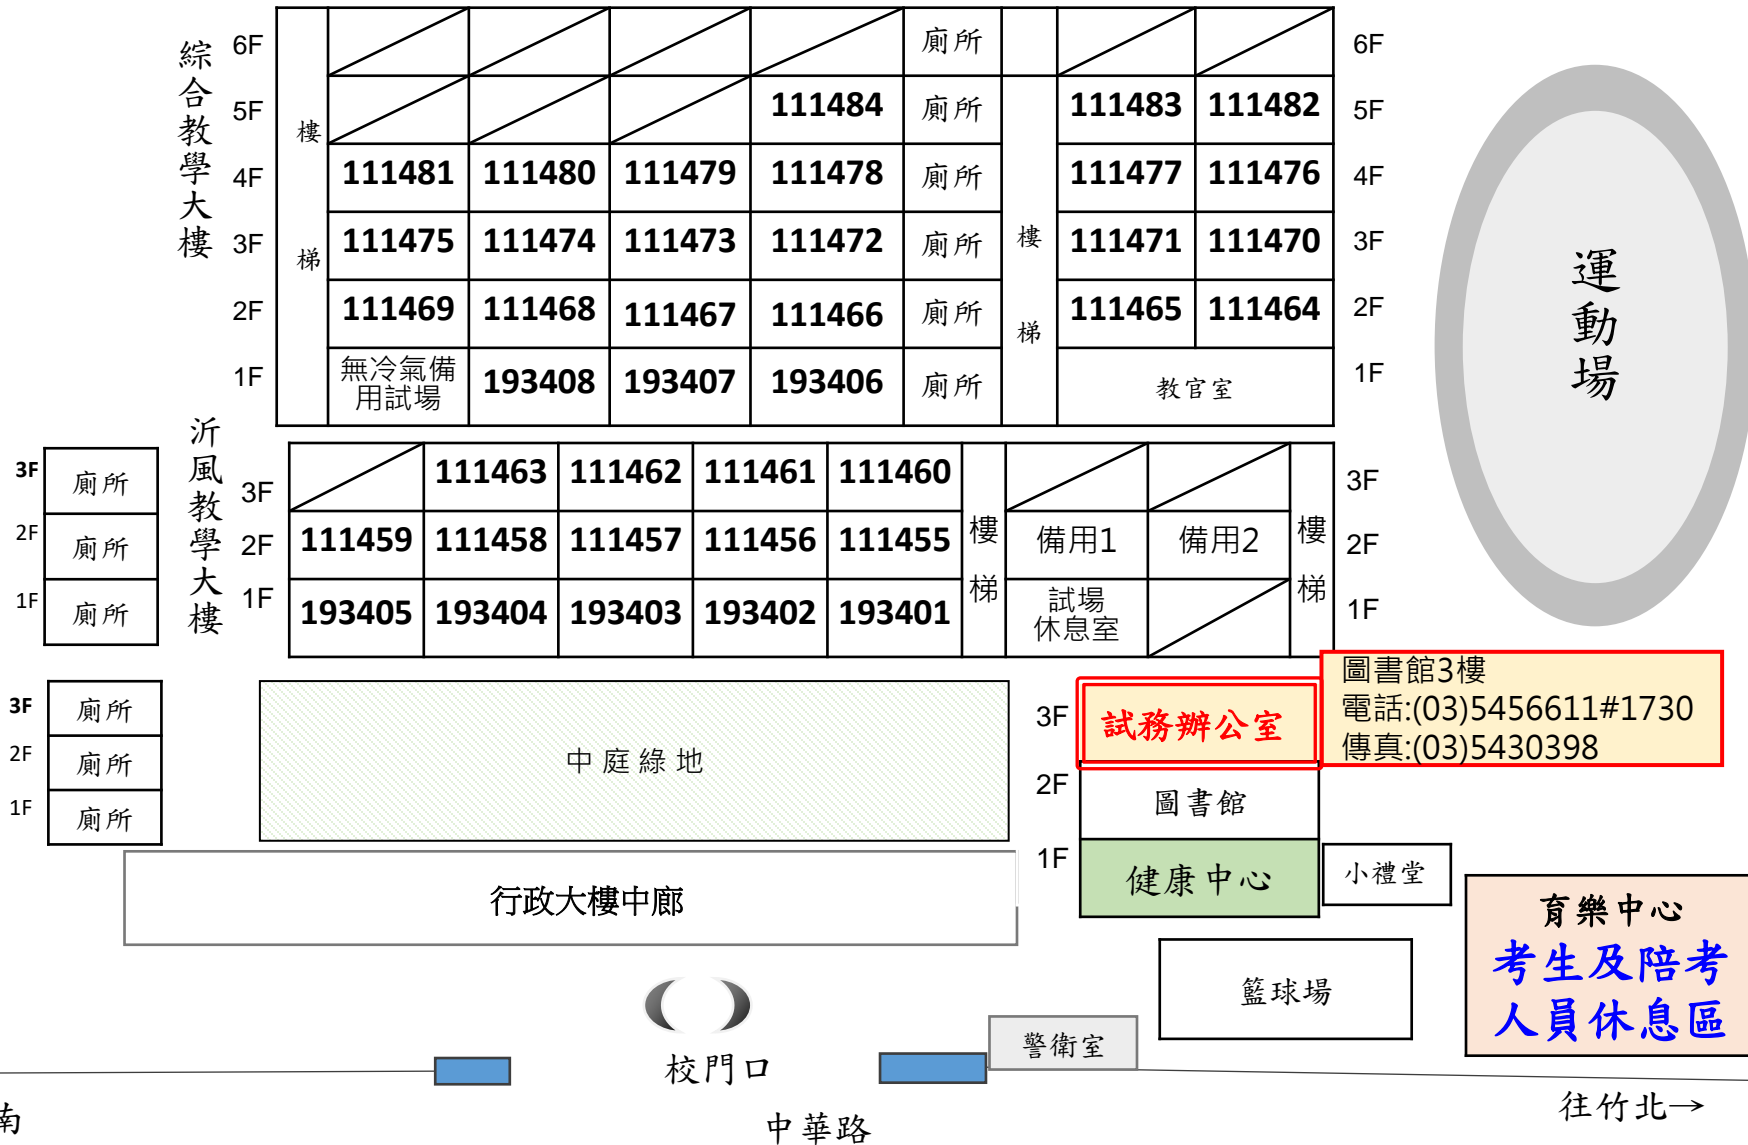 綜合教學大樓
6F
廁所
6F
5F
111484
廁所
111483
111482
5F
樓梯
4F
111481
111480
111479
111478
廁所
111477
111476
4F
3F
111475
111474
111473
111472
廁所
樓梯
111471
111470
3F
2F
111469
111468
111467
111466
廁所
111465
111464
2F
1F
無冷氣備
用試場
193408
193407
193406
廁所
教官室
1F
運動場
沂風教學大樓
3F
廁所
2F
廁所
1F
廁所
3F
111463
111462
111461
111460
3F
2F
111459
111458
111457
111456
111455
樓梯
備用1
備用2
樓梯
2F
1F
193405
193404
193403
193402
193401
試場
休息室
1F
3F
廁所
2F
廁所
1F
廁所
中庭綠地
3F
試務辦公室
圖書館3樓
電話:(03)5456611#1730
傳真:(03)5430398
2F
圖書館
1F
健康中心
小禮堂
行政大樓中廊
育樂中心
考生及陪考
人員休息區
籃球場
警衛室
校門口
南
中華路
往竹北→